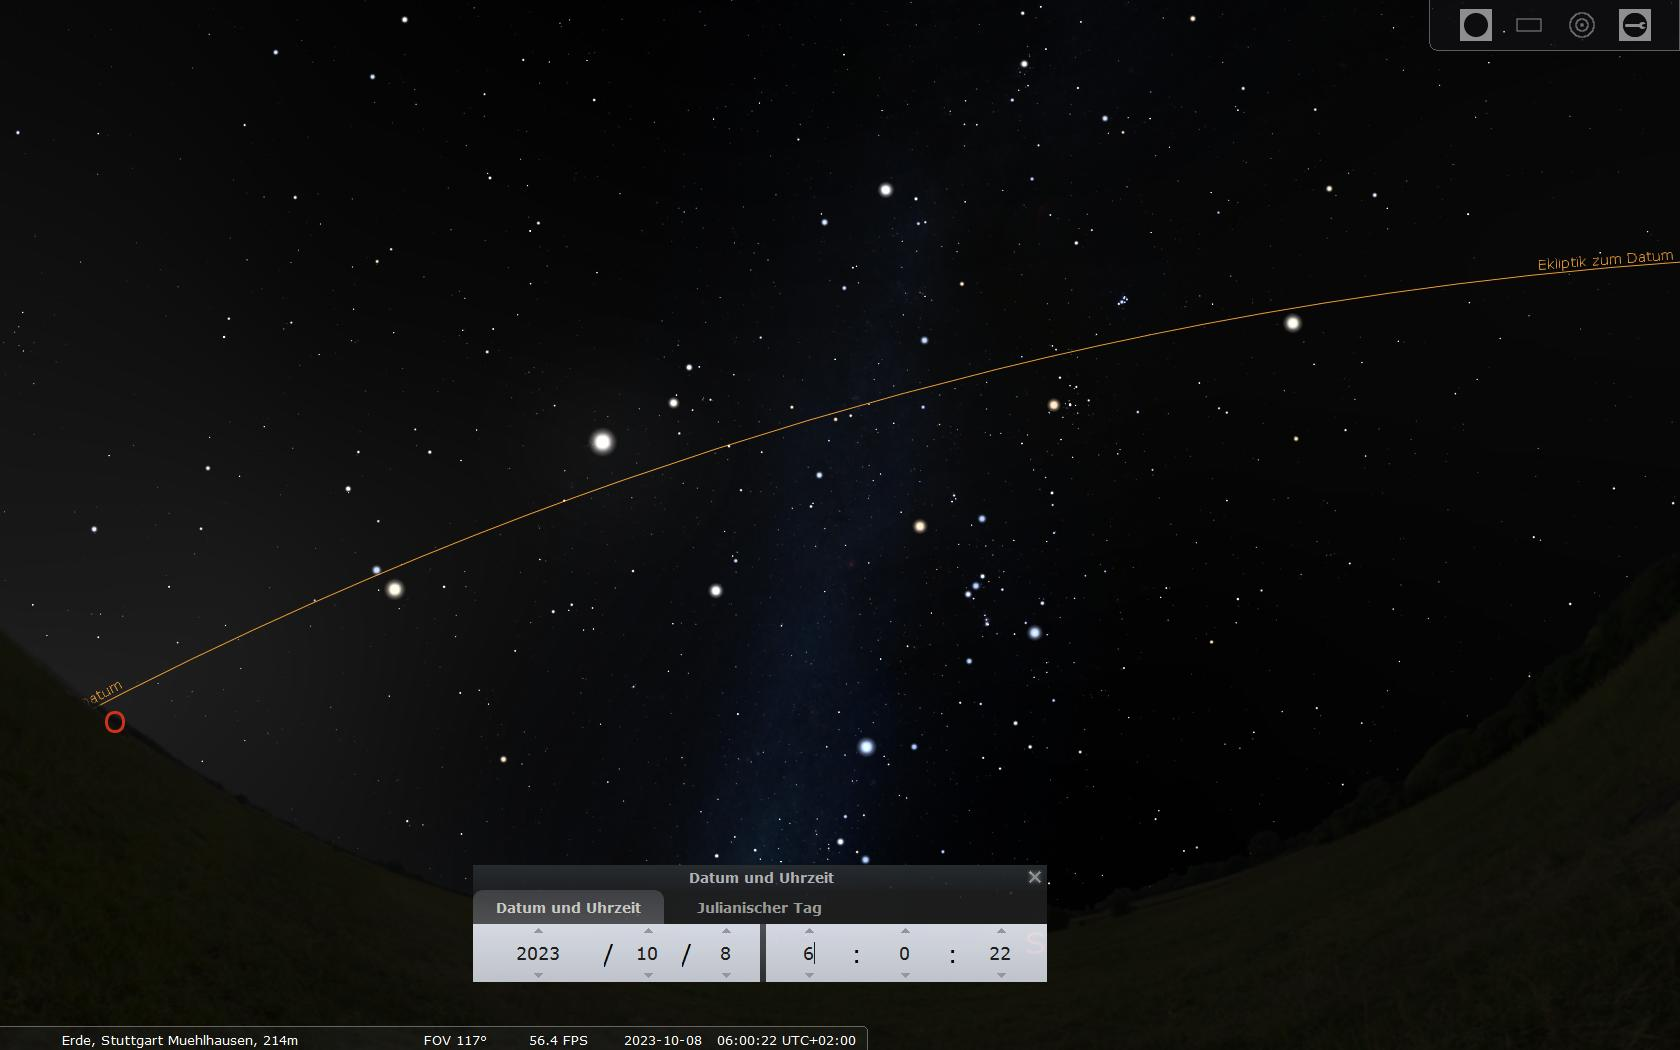 Ekliptik zum Datum
Datum
O
Datum und Uhrzeit
Datum und Uhrzeit Julianischer Tag
2023 / 10 / 8 6 : 0 : 22
S
Erde, Stuttgart Muehlhausen, 214m FOV 117° 56.4 FPS 2023-10-08 06:00:22 UTC+02:00